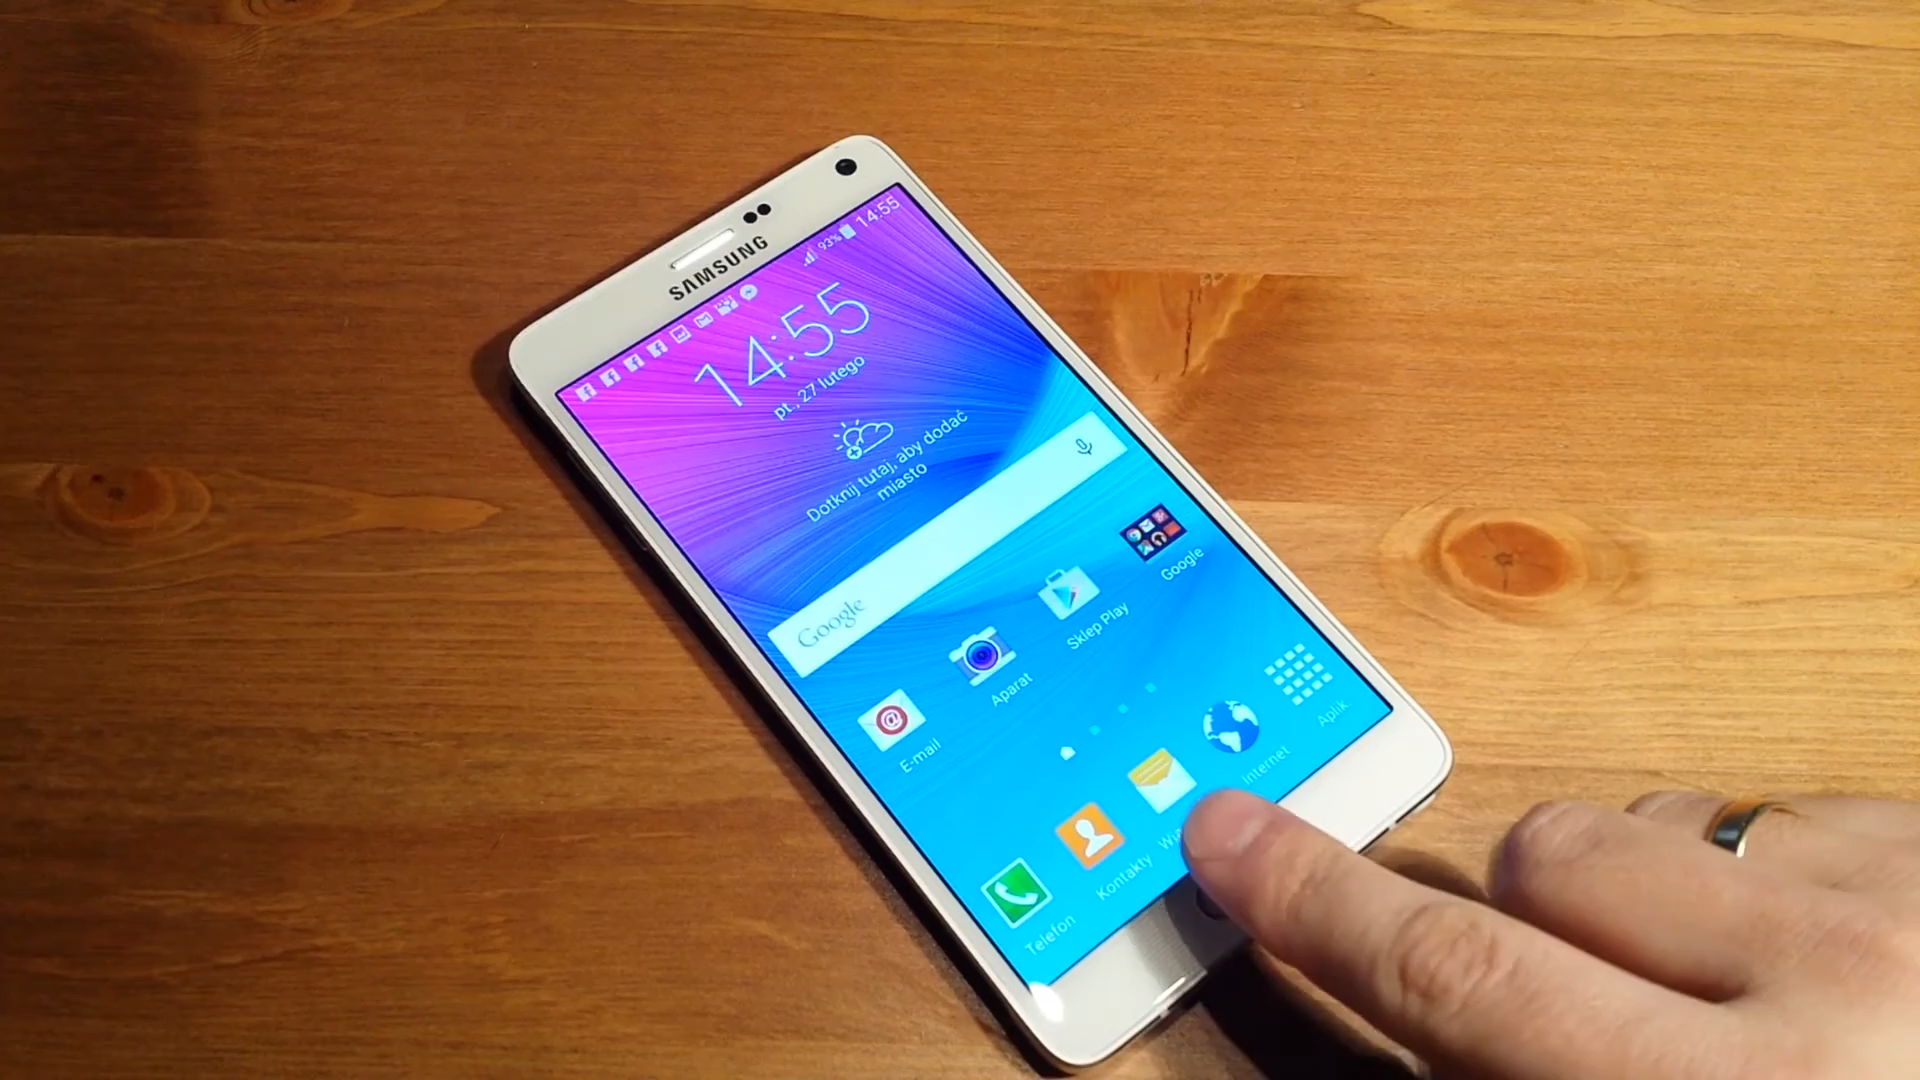 SAMSUNG
93% 14:55
14:55
pt., 27 lutego
Dotknij tutaj, aby dodać
miasto
Google
E-mail
Aparat
Sklep Play
Google
Telefon
Kontakty
Internet
Aplik.